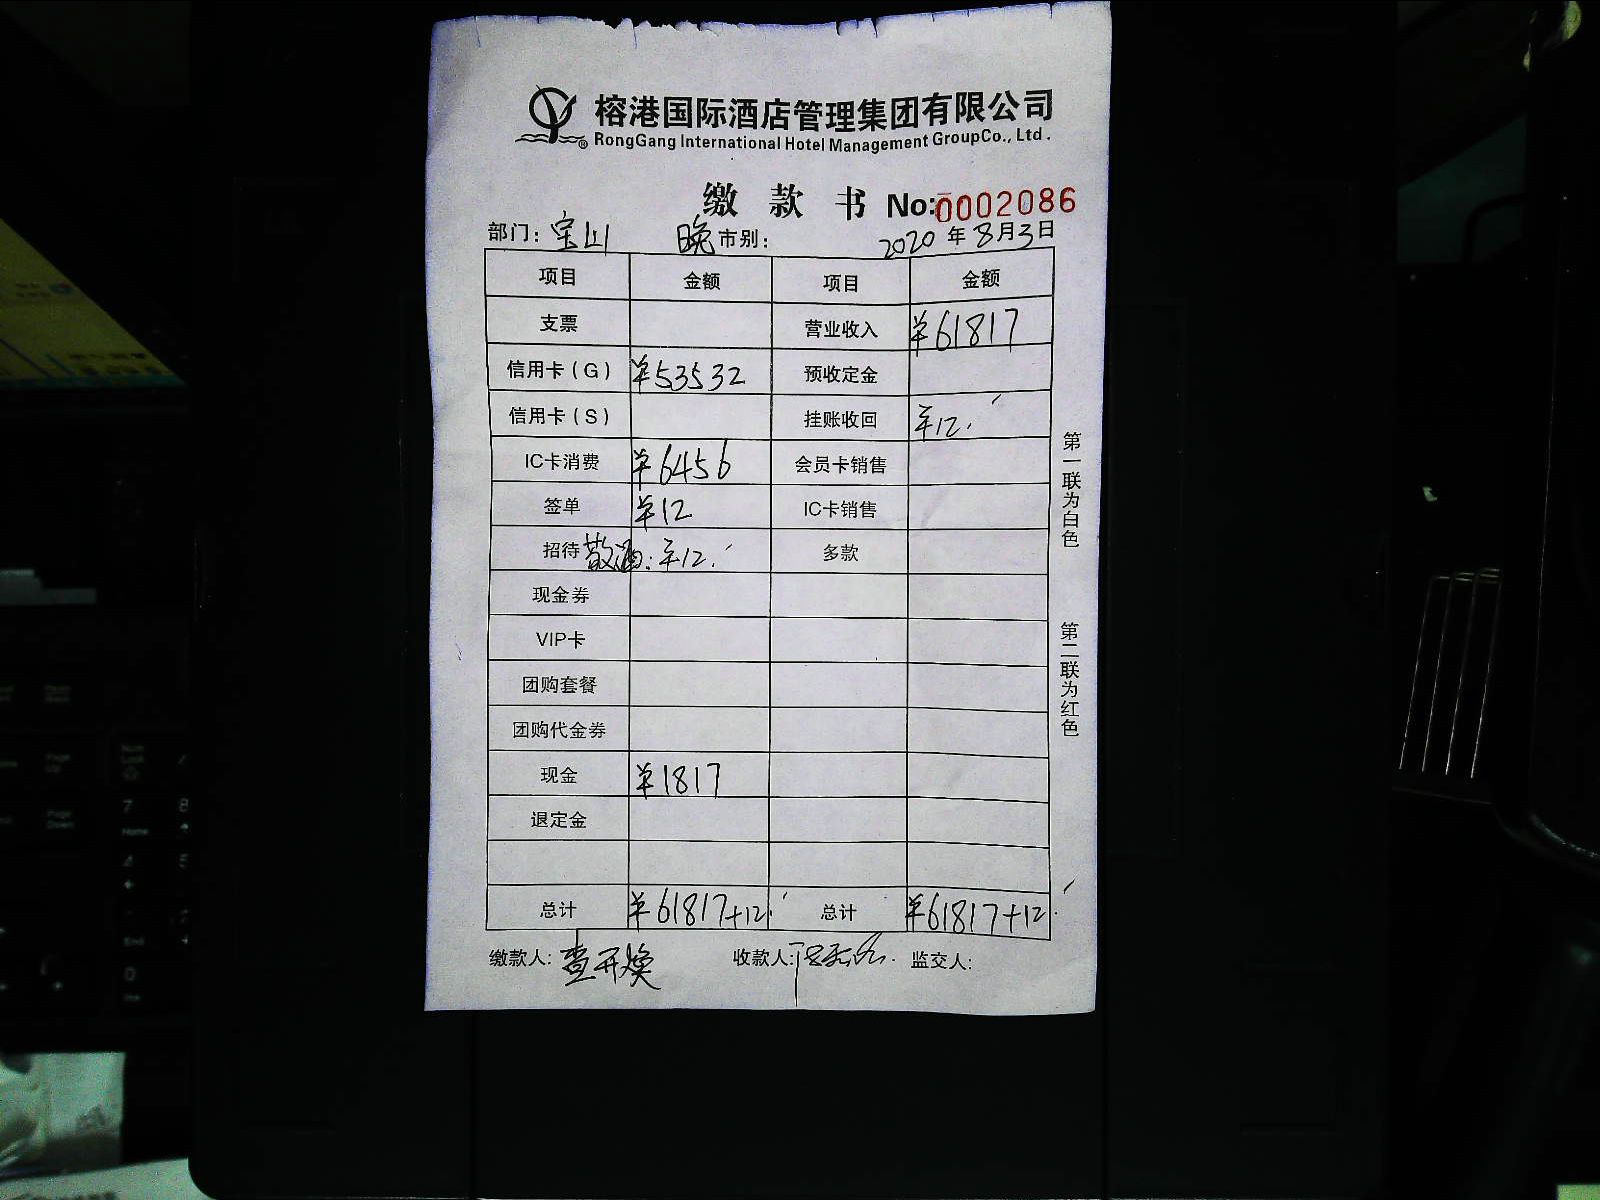 榕港国际酒店管理集团有限公司
RongGang International Hotel Management GroupCo., Ltd .
缴 款 书 No:0002086
部门: 宝山 晚市别: 2020年8月3日
项目 金额 项目 金额
支票 营业收入 ¥61817
信用卡(G) ¥53532 预收定金
信用卡(S) 挂账收回 ¥12.
IC卡消费 ¥6456 会员卡销售
签单 ¥12 IC卡销售
招待 散酒: ¥12. 多款
现金券
VIP卡
团购套餐
团购代金券
现金 ¥1817
退定金
总计 ¥61817+12. 总计 ¥61817+12.
缴款人: 查开焕 收款人: 监交人:
第一联为白色
第二联为红色